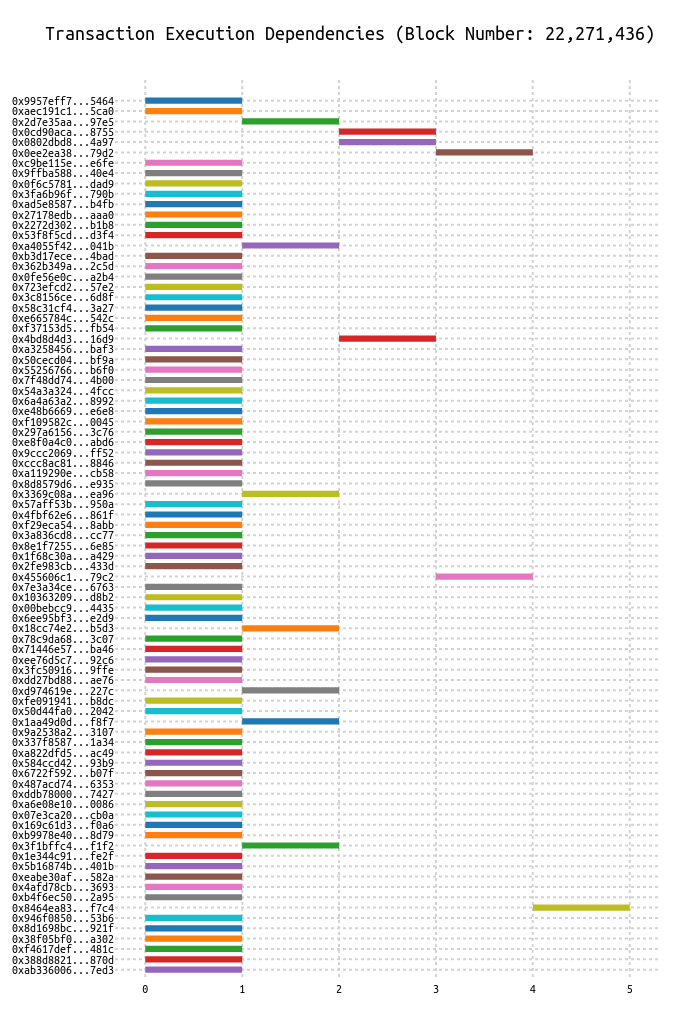 Transaction Execution Dependencies (Block Number: 22,271,436)
0x9957eff7...5464
0xaec191c1...5ca0
0x2d7e35aa...97e5
0x0cd90aca...8755
0x0802dbd8...4a97
0x0ee2ea38...79d2
0xc9be115e...e6fe
0x9ffba588...40e4
0x0f6c5781...dad9
0x3fa6b96f...790b
0xad5e8587...b4fb
0x27178edb...aaa0
0x2272d302...b1b8
0x53f8f5cd...d3f4
0xa4055f42...041b
0xb3d17ece...4bad
0x362b349a...2c5d
0x0fe56e0c...a2b4
0x723efcd2...57e2
0x3c8156ce...6d8f
0x58c31cf4...3a27
0xe665784c...542c
0xf37153d5...fb54
0x4bd8d4d3...16d9
0xa3258456...baf3
0x50cecd04...bf9a
0x55256766...b6f0
0x7f48dd74...4b00
0x54a3a324...4fcc
0x6a4a63a2...8992
0xe48b6669...e6e8
0xf109582c...0045
0x297a6156...3c76
0xe8f0a4c0...abd6
0x9ccc2069...ff52
0xccc8ac81...8846
0xa119290e...cb58
0x8d8579d6...e935
0x3369c08a...ea96
0x57aff53b...950a
0x4fbf62e6...861f
0xf29eca54...8abb
0x3a836cd8...cc77
0x8e1f7255...6e85
0x1f68c30a...a429
0x2fe983cb...433d
0x455606c1...79c2
0x7e3a34ce...6763
0x10363209...d8b2
0x00bebcc9...4435
0x6ee95bf3...e2d9
0x18cc74e2...b5d3
0x78c9da68...3c07
0x71446e57...ba46
0xee76d5c7...92c6
0x3fc50916...9ffe
0xdd27bd88...ae76
0xd974619e...227c
0xfe091941...b8dc
0x50d44fa0...2042
0x1aa49d0d...f8f7
0x9a2538a2...3107
0x337f8587...1a34
0xa822dfd5...ac49
0x584ccd42...93b9
0x6722f592...b07f
0x487acd74...6353
0xddb78000...7427
0xa6e08e10...0086
0x07e3ca20...cb0a
0x169c61d3...f0a6
0xb9978e40...8d79
0x3f1bffc4...f1f2
0x1e344c91...fe2f
0x5b16874b...401b
0xeabe30af...582a
0x4afd78cb...3693
0xb4f6ec50...2a95
0x8464ea83...f7c4
0x946f0850...53b6
0x8d1698bc...921f
0x38f05bf0...a302
0xf4617def...481c
0x388d8821...870d
0xab336006...7ed3
0 1 2 3 4 5